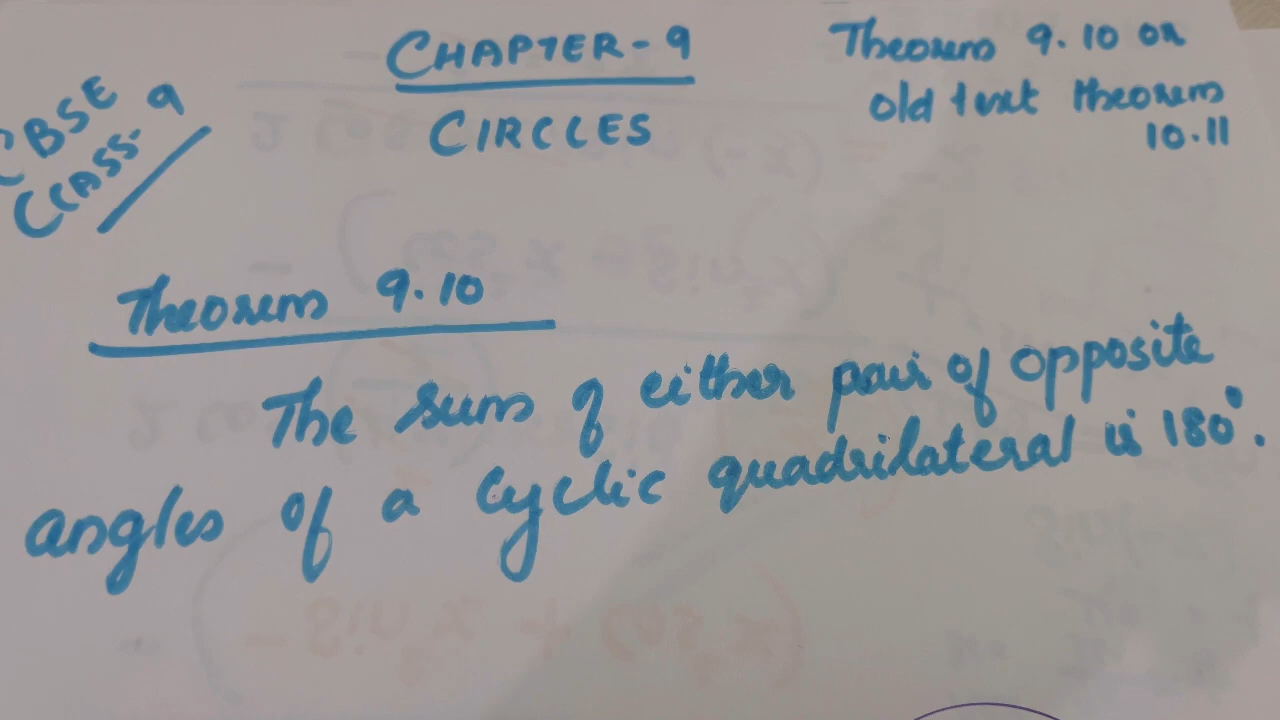 CHAPTER-9
CIRCLES
Theorem 9.10 or
old text theorem
10.11
CBSE
CLASS-9
Theorem 9.10
The sum of either pair of opposite
angles of a cyclic quadrilateral is 180°.